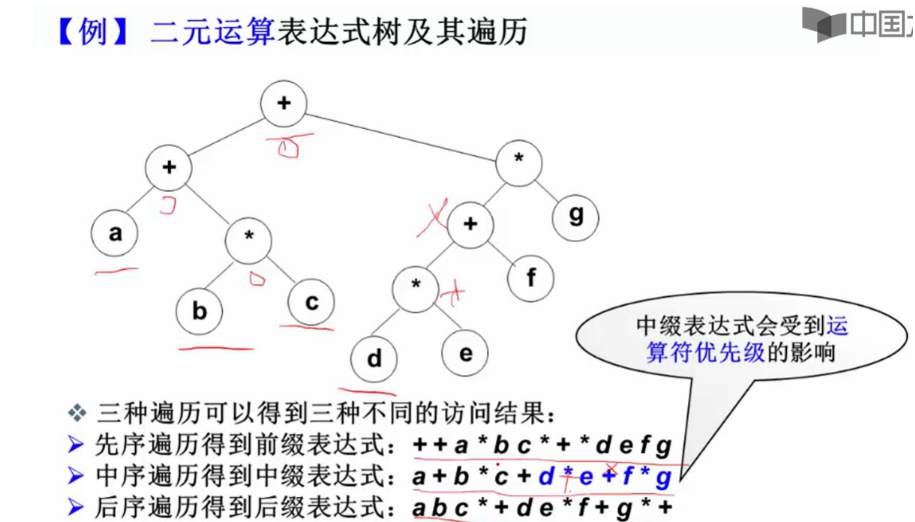 【例】 二元运算表达式树及其遍历
中国
+
+
*
a
*
+
g
b
c
*
f
d
e
中缀表达式会受到运
算符优先级的影响
三种遍历可以得到三种不同的访问结果：
先序遍历得到前缀表达式：++a*bc*+*defg
中序遍历得到中缀表达式：a+b*c+d*e+f*g
后序遍历得到后缀表达式：abc*+de*f+g*+